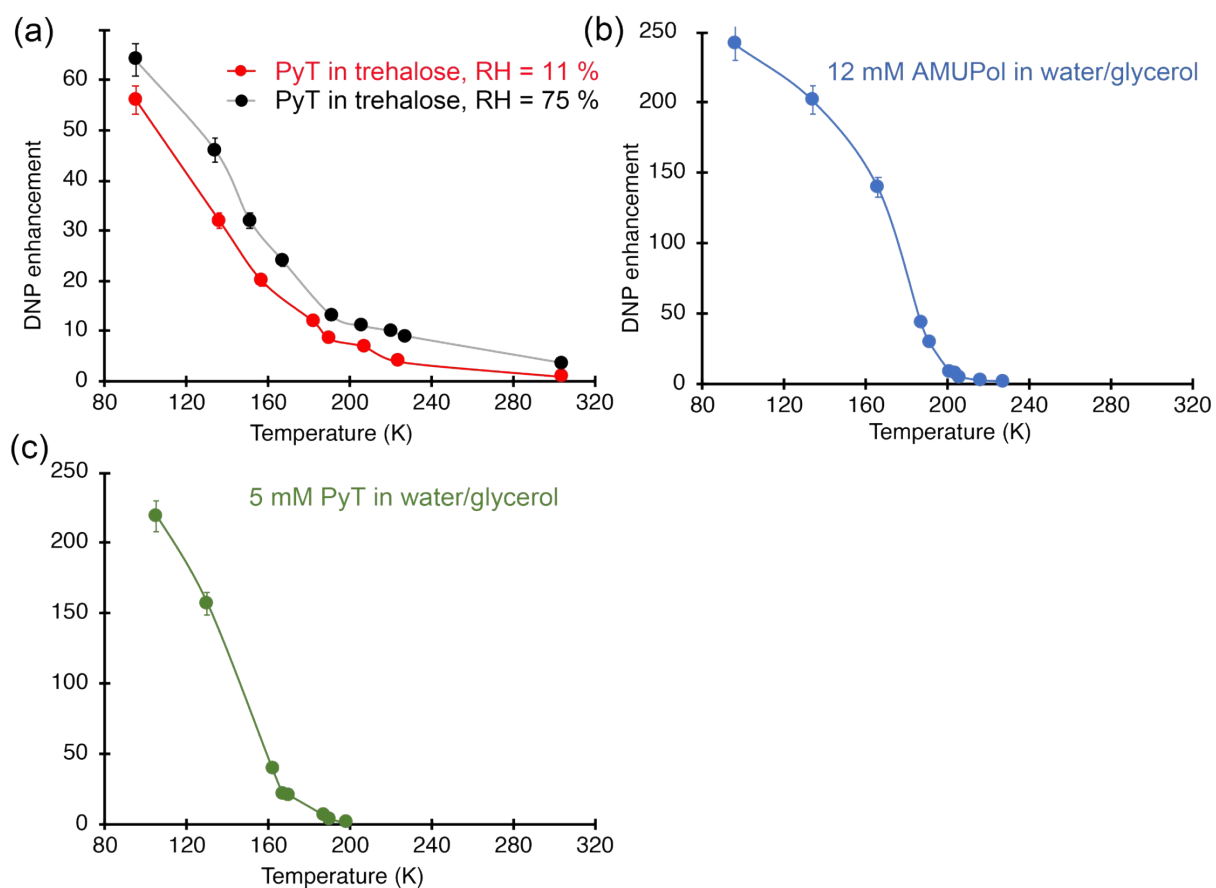 (a)
PyT in trehalose, RH = 11 %
PyT in trehalose, RH = 75 %
DNP enhancement
60
50
40
30
20
10
0
80 120 160 200 240 280 320
Temperature (K)
(b)
12 mM AMUPol in water/glycerol
DNP enhancement
250
200
150
100
50
0
80 120 160 200 240 280 320
Temperature (K)
(c)
5 mM PyT in water/glycerol
250
200
150
100
50
0
80 120 160 200 240 280 320
Temperature (K)